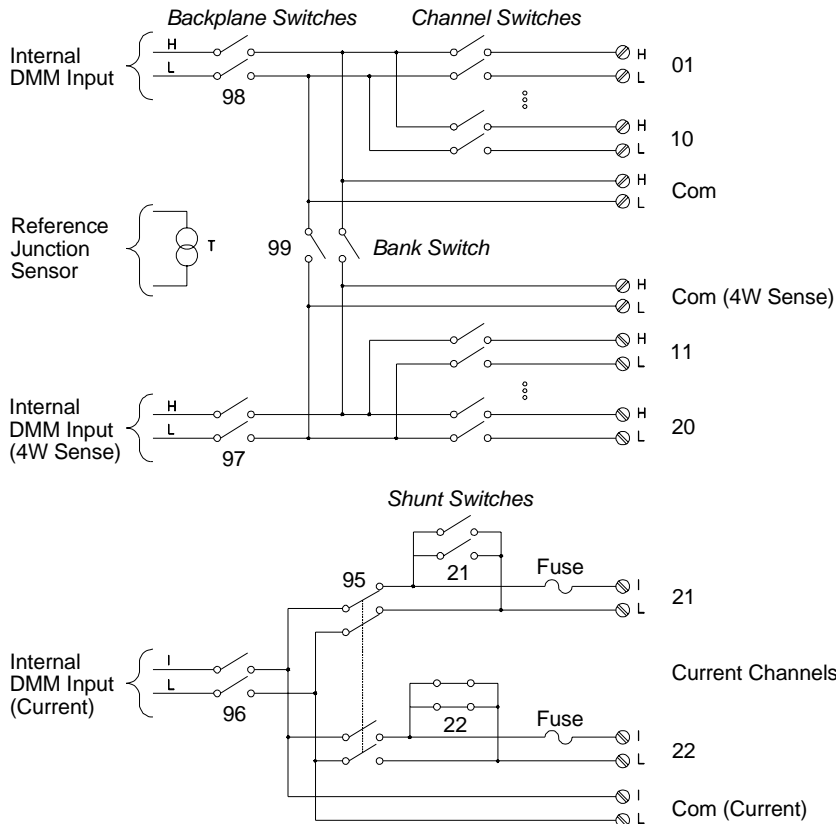 Backplane Switches
Channel Switches
Internal
DMM Input
H
L
98
H
L
01
H
L
10
H
L
Com
Reference
Junction
Sensor
T
99
Bank Switch
H
L
Com (4W Sense)
H
L
11
Internal
DMM Input
(4W Sense)
H
L
97
H
L
20
Shunt Switches
95
21
Fuse
I
L
21
Internal
DMM Input
(Current)
I
L
96
Current Channels
22
Fuse
I
L
22
I
L
Com (Current)